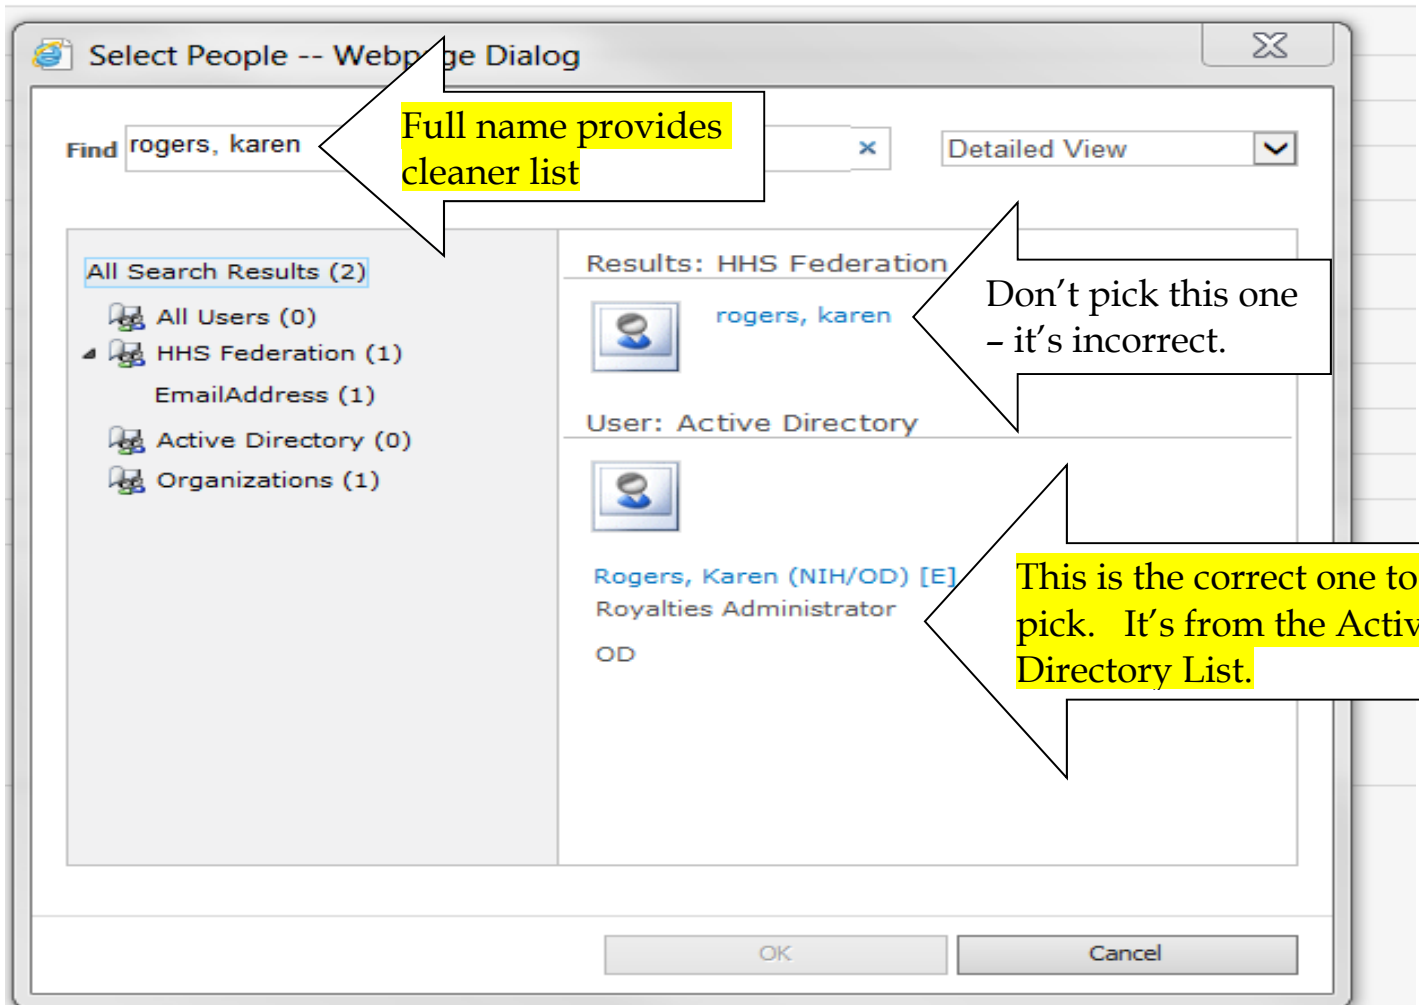 Select People -- Webpage Dialog
Find rogers, karen
Full name provides
cleaner list
Detailed View
All Search Results (2)
All Users (0)
HHS Federation (1)
EmailAddress (1)
Active Directory (0)
Organizations (1)
Results: HHS Federation
rogers, karen
Don’t pick this one
– it’s incorrect.
User: Active Directory
Rogers, Karen (NIH/OD) [E]
Royalties Administrator
OD
This is the correct one to
pick. It’s from the Activ
Directory List.
OK
Cancel